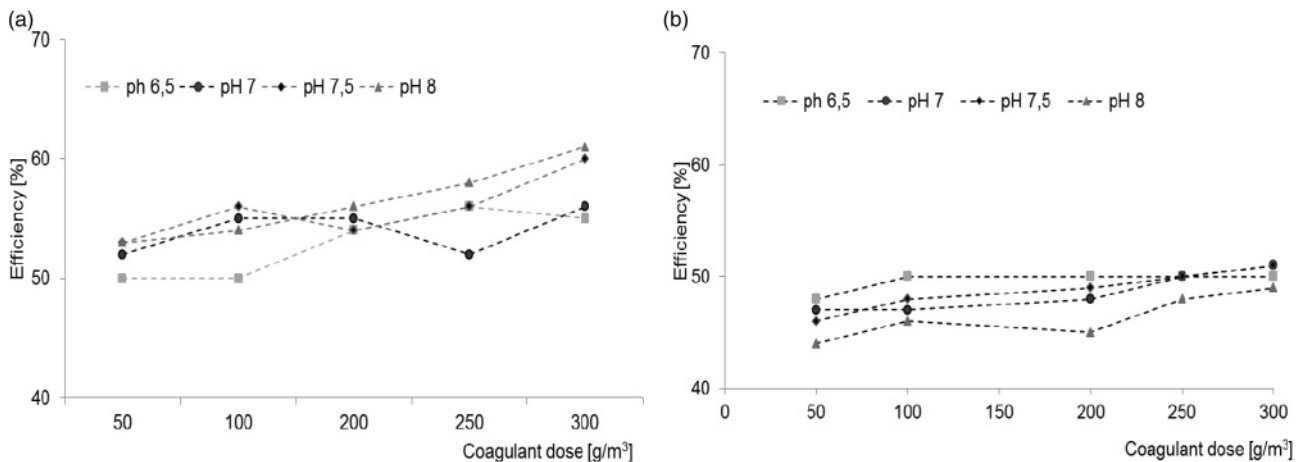 (a)
70
ph 6,5 pH 7 pH 7,5 pH 8
60
Efficiency [%]
50
40
50 100 200 250 300
Coagulant dose [g/m³]
(b)
70
ph 6,5 pH 7 pH 7,5 pH 8
60
Efficiency [%]
50
40
0 50 100 150 200 250 300
Coagulant dose [g/m³]